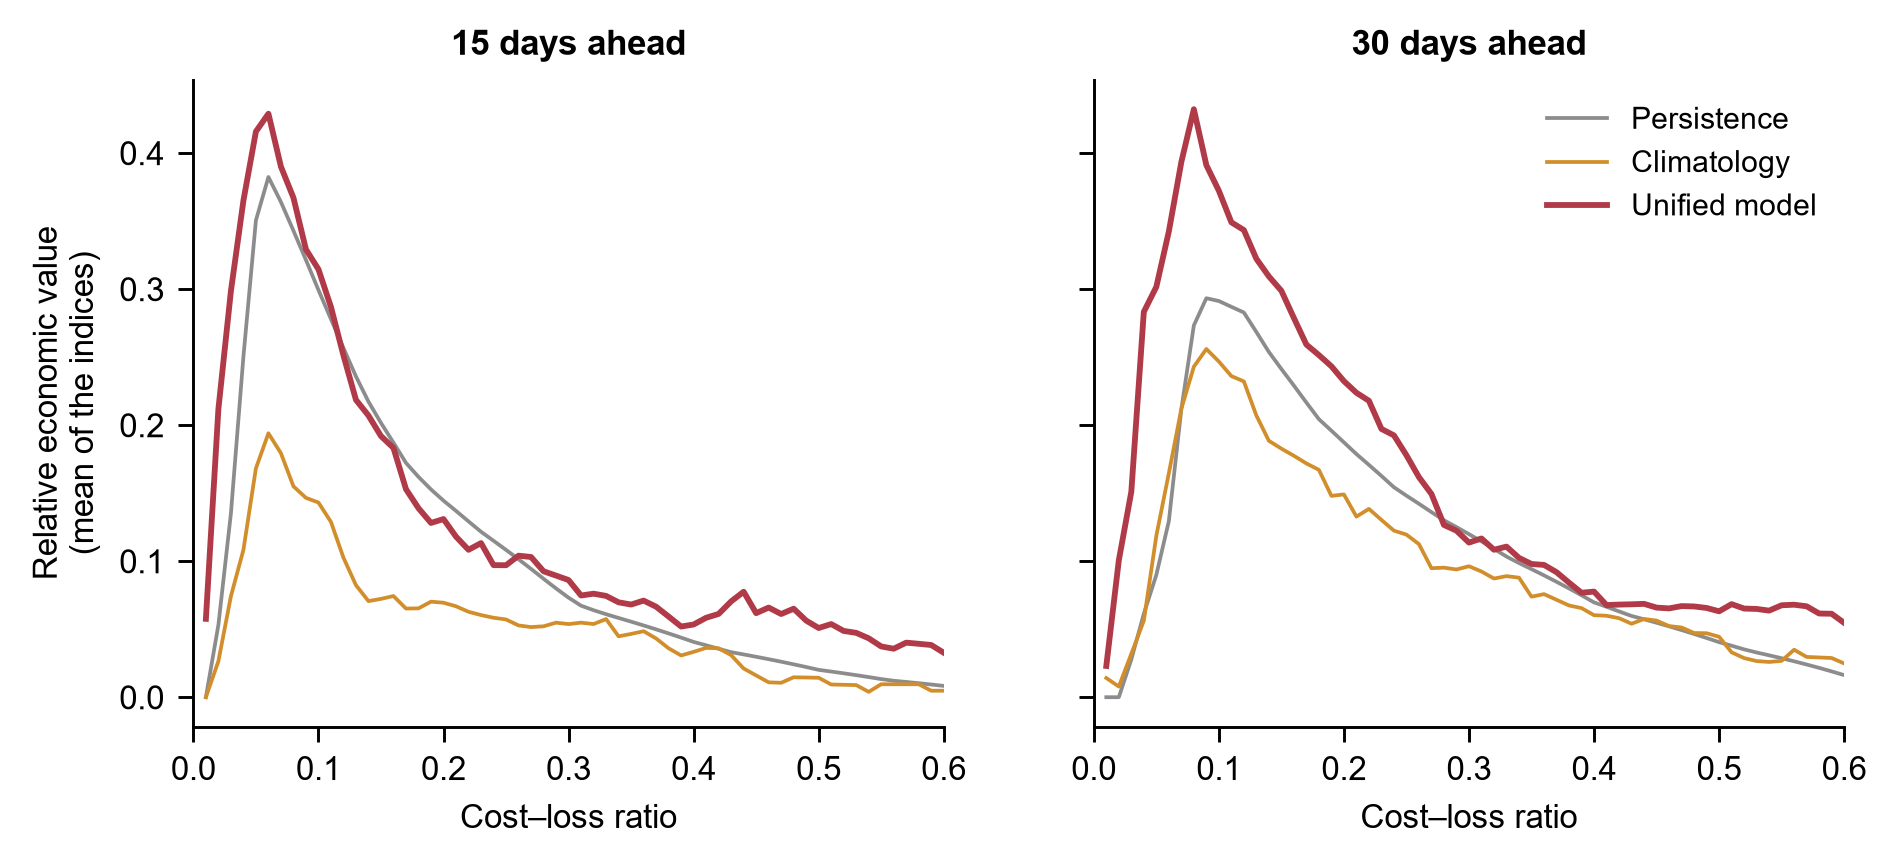 15 days ahead
30 days ahead
Relative economic value
(mean of the indices)
0.4
0.3
0.2
0.1
0.0
0.0 0.1 0.2 0.3 0.4 0.5 0.6
Cost–loss ratio
Persistence
Climatology
Unified model
0.0 0.1 0.2 0.3 0.4 0.5 0.6
Cost–loss ratio